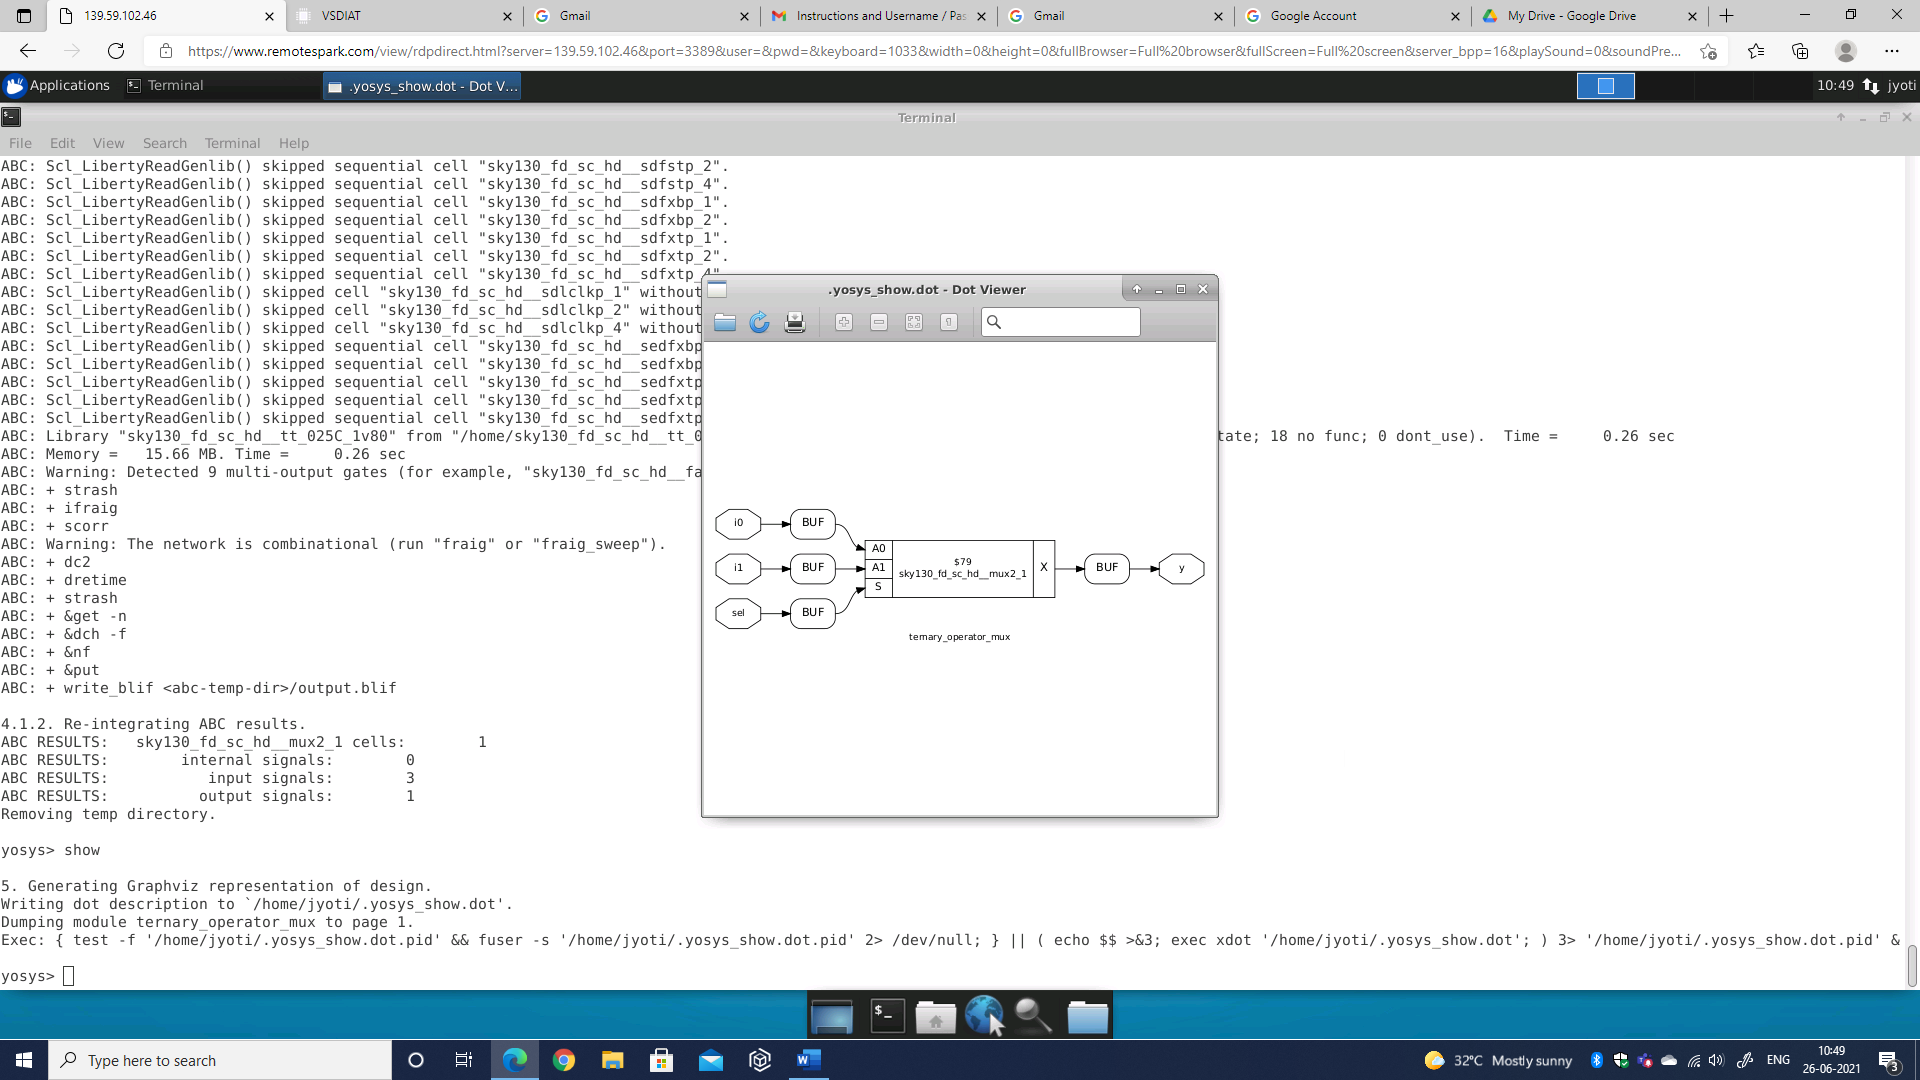 139.59.102.46
VSDIAT
Gmail
Instructions and Username / Pas
Gmail
Google Account
My Drive - Google Drive
https://www.remotespark.com/view/rdpdirect.html?server=139.59.102.46&port=3389&user=&pwd=&keyboard=1033&width=0&height=0&fullBrowser=Full%20browser&fullScreen=Full%20screen&server_bpp=16&playSound=0&soundPre...
Applications
Terminal
.yosys_show.dot - Dot V...
10:49
jyoti
Terminal
File Edit View Search Terminal Help
ABC: Scl_LibertyReadGenlib() skipped sequential cell "sky130_fd_sc_hd__sdfstp_2".
ABC: Scl_LibertyReadGenlib() skipped sequential cell "sky130_fd_sc_hd__sdfstp_4".
ABC: Scl_LibertyReadGenlib() skipped sequential cell "sky130_fd_sc_hd__sdfxbp_1".
ABC: Scl_LibertyReadGenlib() skipped sequential cell "sky130_fd_sc_hd__sdfxbp_2".
ABC: Scl_LibertyReadGenlib() skipped sequential cell "sky130_fd_sc_hd__sdfxtp_1".
ABC: Scl_LibertyReadGenlib() skipped sequential cell "sky130_fd_sc_hd__sdfxtp_2".
ABC: Scl_LibertyReadGenlib() skipped sequential cell "sky130_fd_sc_hd__sdfxtp_4".
ABC: Scl_LibertyReadGenlib() skipped cell "sky130_fd_sc_hd__sdlclkp_1" without
ABC: Scl_LibertyReadGenlib() skipped cell "sky130_fd_sc_hd__sdlclkp_2" without
ABC: Scl_LibertyReadGenlib() skipped cell "sky130_fd_sc_hd__sdlclkp_4" without
ABC: Scl_LibertyReadGenlib() skipped sequential cell "sky130_fd_sc_hd__sedfxbp
ABC: Scl_LibertyReadGenlib() skipped sequential cell "sky130_fd_sc_hd__sedfxbp
ABC: Scl_LibertyReadGenlib() skipped sequential cell "sky130_fd_sc_hd__sedfxtp
ABC: Scl_LibertyReadGenlib() skipped sequential cell "sky130_fd_sc_hd__sedfxtp
ABC: Scl_LibertyReadGenlib() skipped sequential cell "sky130_fd_sc_hd__sedfxtp
ABC: Library "sky130_fd_sc_hd__tt_025C_1v80" from "/home/sky130_fd_sc_hd__tt_0 tate; 18 no func; 0 dont_use). Time = 0.26 sec
ABC: Memory = 15.66 MB. Time = 0.26 sec
ABC: Warning: Detected 9 multi-output gates (for example, "sky130_fd_sc_hd__fa
ABC: + strash
ABC: + ifraig
ABC: + scorr
ABC: Warning: The network is combinational (run "fraig" or "fraig_sweep").
ABC: + dc2
ABC: + dretime
ABC: + strash
ABC: + &get -n
ABC: + &dch -f
ABC: + &nf
ABC: + &put
ABC: + write_blif <abc-temp-dir>/output.blif
4.1.2. Re-integrating ABC results.
ABC RESULTS: sky130_fd_sc_hd__mux2_1 cells: 1
ABC RESULTS: internal signals: 0
ABC RESULTS: input signals: 3
ABC RESULTS: output signals: 1
Removing temp directory.
yosys> show
5. Generating Graphviz representation of design.
Writing dot description to `/home/jyoti/.yosys_show.dot'.
Dumping module ternary_operator_mux to page 1.
Exec: { test -f '/home/jyoti/.yosys_show.dot.pid' && fuser -s '/home/jyoti/.yosys_show.dot.pid' 2> /dev/null; } || ( echo $$ >&3; exec xdot '/home/jyoti/.yosys_show.dot'; ) 3> '/home/jyoti/.yosys_show.dot.pid' &
yosys>
.yosys_show.dot - Dot Viewer
i0
BUF
i1
BUF
sel
BUF
A0
A1
S
$79
sky130_fd_sc_hd__mux2_1
X
BUF
y
ternary_operator_mux
Type here to search
32°C Mostly sunny
ENG
10:49
26-06-2021
3